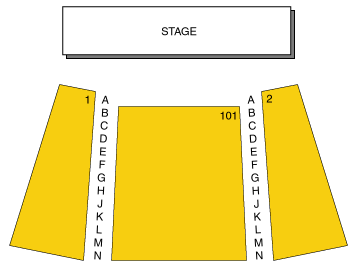 STAGE
1 A A 2
B B
C 101 C
D D
E E
F F
G G
H H
J J
K K
L L
M M
N N